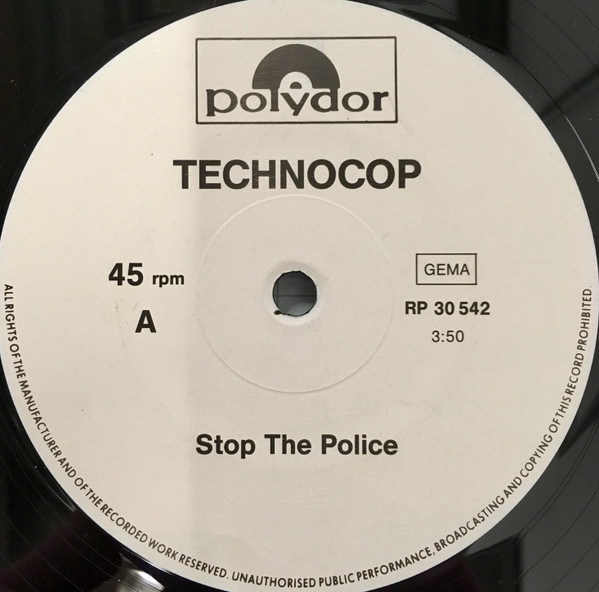 polydor
TECHNOCOP
45 rpm
GEMA
A
RP 30 542
3:50
Stop The Police
ALL RIGHTS OF THE MANUFACTURER AND OF THE RECORDED WORK RESERVED. UNAUTHORISED PUBLIC PERFORMANCE, BROADCASTING AND COPYING OF THIS RECORD PROHIBITED.